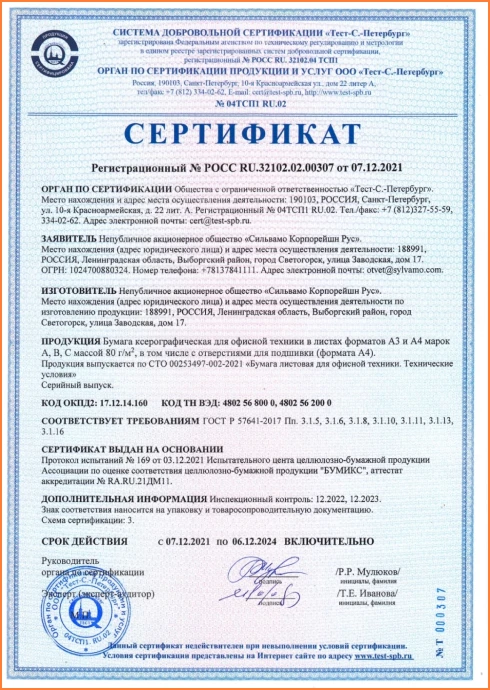 СИСТЕМА ДОБРОВОЛЬНОЙ СЕРТИФИКАЦИИ «Тест-С.-Петербург»
зарегистрирована Федеральным агентством по техническому регулированию и метрологии
в едином реестре зарегистрированных систем добровольной сертификации,
регистрационный № РОСС RU. 32102.04 ТСП1
ОРГАН ПО СЕРТИФИКАЦИИ ПРОДУКЦИИ И УСЛУГ ООО «Тест-С.-Петербург»
Россия, 190103, Санкт-Петербург, 10-я Красноармейская ул., дом 22 литер А,
тел/факс +7 (812) 334-02-62, E-mail: cert@test-spb.ru, http://www.test-spb.ru
№ 04ТСП1 RU.02
СЕРТИФИКАТ
Регистрационный № РОСС RU.32102.02.00307 от 07.12.2021
ОРГАН ПО СЕРТИФИКАЦИИ Общества с ограниченной ответственностью «Тест-С.-Петербург».
Место нахождения и адрес места осуществления деятельности: 190103, РОССИЯ, Санкт-Петербург,
ул. 10-я Красноармейская, д. 22 лит. А. Регистрационный № 04ТСП1 RU.02. Тел./факс: +7 (812)327-55-59,
334-02-62. Адрес электронной почты: cert@test-spb.ru
ЗАЯВИТЕЛЬ Непубличное акционерное общество «Сильвамо Корпорейшн Рус».
Место нахождения (адрес юридического лица) и адрес места осуществления деятельности: 188991,
РОССИЯ, Ленинградская область, Выборгский район, город Светогорск, улица Заводская, дом 17.
ОГРН: 1024700880324. Номер телефона: +78137841111. Адрес электронной почты: otvet@sylvamo.com
ИЗГОТОВИТЕЛЬ Непубличное акционерное общество «Сильвамо Корпорейшн Рус».
Место нахождения (адрес юридического лица) и адрес места осуществления деятельности по
изготовлению продукции: 188991, РОССИЯ, Ленинградская область, Выборгский район, город
Светогорск, улица Заводская, дом 17.
ПРОДУКЦИЯ Бумага ксерографическая для офисной техники в листах форматов А3 и А4 марок
А, В, С массой 80 г/м², в том числе с отверстиями для подшивки (формата А4).
Продукция выпускается по СТО 00253497-002-2021 «Бумага листовая для офисной техники. Технические
условия»
Серийный выпуск.
КОД ОКПД2: 17.12.14.160 КОД ТН ВЭД: 4802 56 800 0, 4802 56 200 0
СООТВЕТСТВУЕТ ТРЕБОВАНИЯМ ГОСТ Р 57641-2017 Пп. 3.1.5, 3.1.6, 3.1.8, 3.1.10, 3.1.11, 3.1.13,
3.1.16
СЕРТИФИКАТ ВЫДАН НА ОСНОВАНИИ
Протокол испытаний № 169 от 03.12.2021 Испытательного цента целлюлозно-бумажной продукции
Ассоциации по оценке соответствия целлюлозно-бумажной продукции "БУМИКС", аттестат
аккредитации № RA.RU.21ДМ11.
ДОПОЛНИТЕЛЬНАЯ ИНФОРМАЦИЯ Инспекционный контроль: 12.2022, 12.2023.
Знак соответствия наносится на упаковку и товаросопроводительную документацию.
Схема сертификации: 3.
СРОК ДЕЙСТВИЯ с 07.12.2021 по 06.12.2024 ВКЛЮЧИТЕЛЬНО
Руководитель
органа по сертификации подпись /Р.Р. Мулюков/
инициалы, фамилия
Эксперт (эксперт-аудитор) подпись /Т.Е. Иванова/
инициалы, фамилия
04ТСП1. RU.02
№ Т 000307
Данный сертификат недействителен при невыполнении условий сертификации.
Условия сертификации представлены на Интернет сайте по адресу www.test-spb.ru